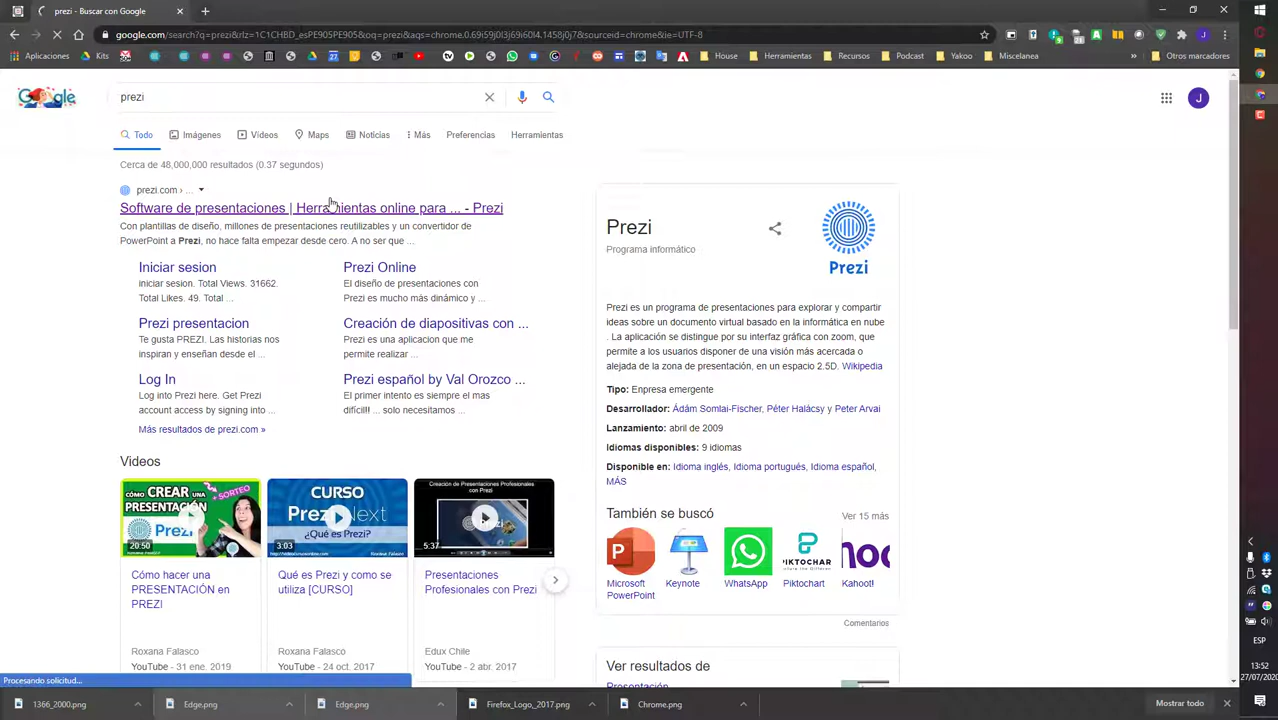 prezi - Buscar con Google
google.com/search?q=prezi&rlz=1C1CHBD_esPE905PE905&oq=prezi&aqs=chrome.0.69i59j0l3j69i60l4.1458j0j7&sourceid=chrome&ie=UTF-8
Aplicaciones Kits House Herramientas Recursos Podcast Yakoo Miscelanea Otros marcadores
prezi
J
Todo Imágenes Vídeos Maps Noticias Más Preferencias Herramientas
Cerca de 48,000,000 resultados (0.37 segundos)
prezi.com › ...
Software de presentaciones | Herramientas online para ... - Prezi
Con plantillas de diseño, millones de presentaciones reutilizables y un convertidor de
PowerPoint a Prezi, no hace falta empezar desde cero. A no ser que ...
Iniciar sesion
iniciar sesion. Total Views. 31662.
Total Likes. 49. Total ...
Prezi Online
El diseño de presentaciones con
Prezi es mucho más dinámico y ...
Prezi presentacion
Te gusta PREZI. Las historias nos
inspiran y enseñan desde el ...
Creación de diapositivas con ...
Prezi es una aplicacion que me
permite realizar ...
Log In
Log into Prezi here. Get Prezi
account access by signing into ...
Prezi español by Val Orozco ...
El primer intento es siempre el mas
difícil!! ... solo necesitamos ...
Más resultados de prezi.com »
Videos
CÓMO CREAR UNA
PRESENTACIÓN
+ SORTEO
Prezi
20:50
Cómo hacer una
PRESENTACIÓN en
PREZI
Roxana Falasco
YouTube - 31 ene. 2019
CURSO
Prezi Next
¿Qué es Prezi?
3:03
Qué es Prezi y como se
utiliza [CURSO]
Roxana Falasco
YouTube - 24 oct. 2017
Creación de Presentaciones Profesionales
con Prezi
5:37
Presentaciones
Profesionales con Prezi
Edux Chile
YouTube - 2 abr. 2017
Prezi
Programa informático
Prezi
Prezi es un programa de presentaciones para explorar y compartir
ideas sobre un documento virtual basado en la informática en nube
. La aplicación se distingue por su interfaz gráfica con zoom, que
permite a los usuarios disponer de una visión más acercada o
alejada de la zona de presentación, en un espacio 2.5D. Wikipedia
Tipo: Enpresa emergente
Desarrollador: Ádám Somlai-Fischer, Péter Halácsy y Peter Arvai
Lanzamiento: abril de 2009
Idiomas disponibles: 9 idiomas
Disponible en: Idioma inglés, Idioma portugués, Idioma español,
MÁS
También se buscó
Ver 15 más
PIKTOCHART
Microsoft
PowerPoint
Keynote
WhatsApp
Piktochart
Kahoot!
Comentarios
Ver resultados de
Procesando solicitud...
1366_2000.png
Edge.png
Edge.png
Firefox_Logo_2017.png
Chrome.png
Mostrar todo
ESP
13:52
27/07/2020